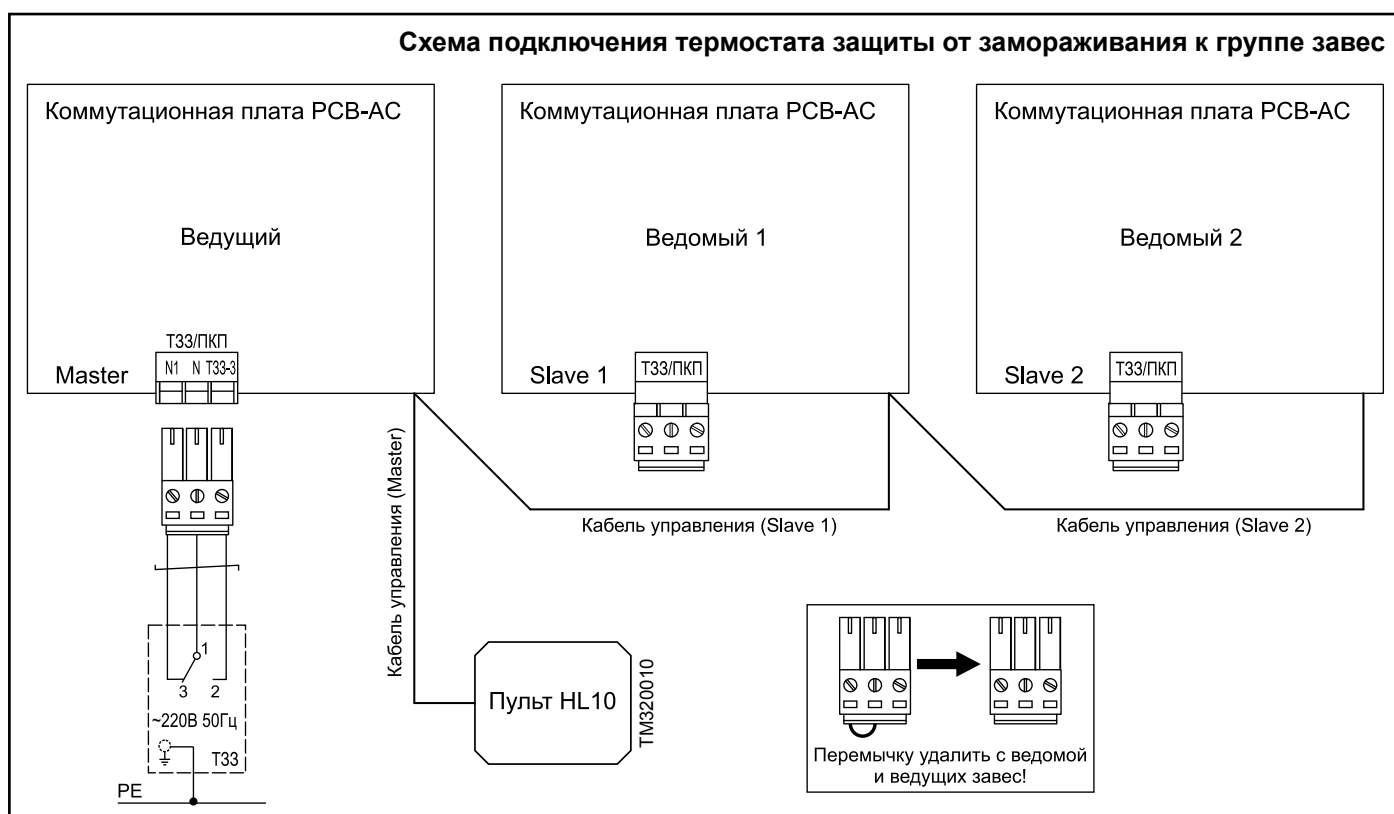 Схема подключения термостата защиты от замораживания к группе завес
Коммутационная плата PCB-AC
Ведущий
ТЗЗ/ПКП
N1 N ТЗЗ-3
Master
Коммутационная плата PCB-AC
Ведомый 1
Slave 1
ТЗЗ/ПКП
Коммутационная плата PCB-AC
Ведомый 2
Slave 2
ТЗЗ/ПКП
Кабель управления (Master)
Кабель управления (Slave 1)
Кабель управления (Slave 2)
1
3 2
~220В 50Гц
ТЗЗ
PE
Пульт HL10
TM320010
Перемычку удалить с ведомой
и ведущих завес!